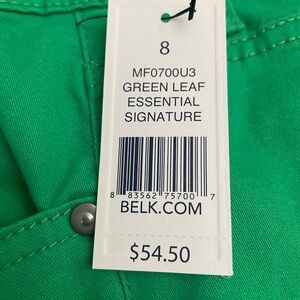 8
MF0700U3
GREEN LEAF
ESSENTIAL
SIGNATURE
8 83562 75700 7
BELK.COM
$54.50